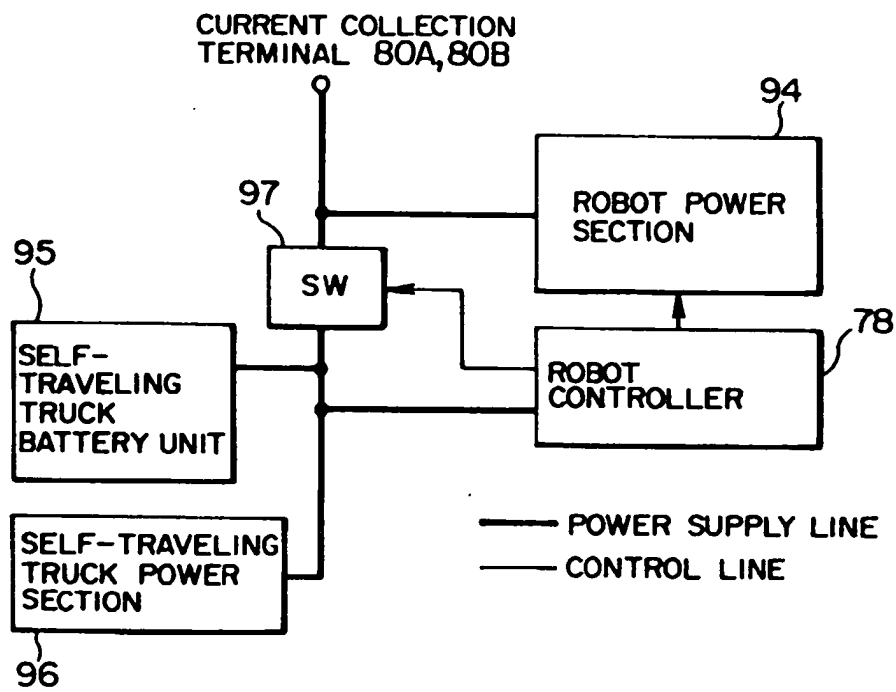 CURRENT COLLECTION
TERMINAL 80A, 80B
94
97
ROBOT POWER
SECTION
95
SW
78
SELF-
TRAVELING
TRUCK
BATTERY UNIT
ROBOT
CONTROLLER
SELF-TRAVELING
TRUCK POWER
SECTION
POWER SUPPLY LINE
CONTROL LINE
96